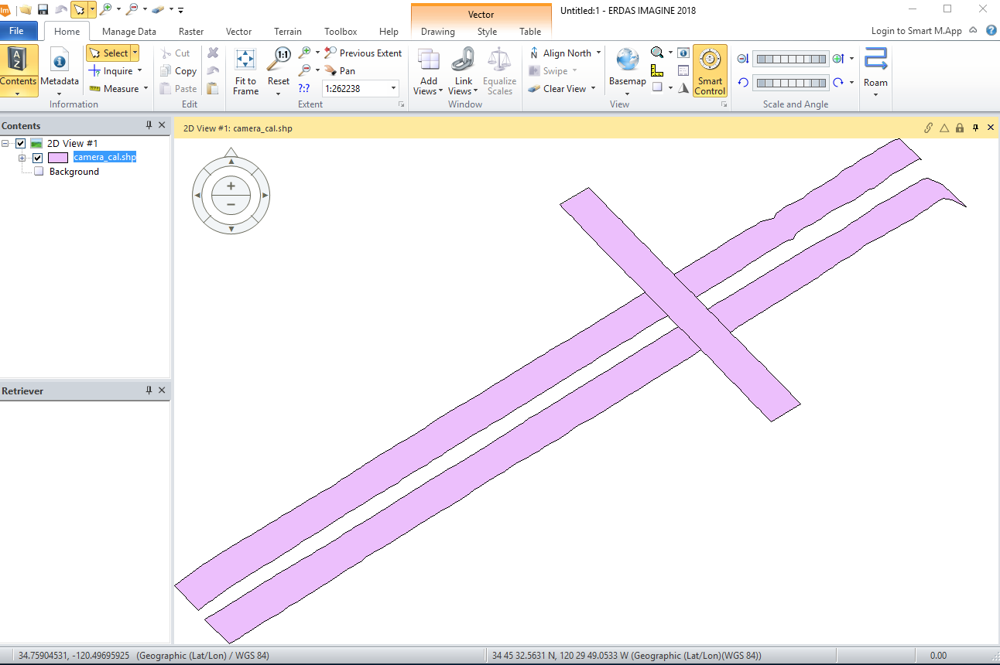 Im
Vector
Untitled:1 - ERDAS IMAGINE 2018
File Home Manage Data Raster Vector Terrain Toolbox Help Drawing Style Table Login to Smart M.App
A Z Contents Metadata
Select
Inquire
Measure
Information
Cut
Copy
Paste
Edit
Fit to Frame
1:1 Reset
Previous Extent
Pan
?:? 1:262238
Extent
Add Views
Link Views
Equalize Scales
Window
N Align North
Swipe
Clear View
Basemap
Smart Control
View
Scale and Angle
Roam
Contents
2D View #1
camera_cal.shp
Background
Retriever
2D View #1: camera_cal.shp
34.75904531, -120.49695925 (Geographic (Lat/Lon) / WGS 84) 34 45 32.5631 N, 120 29 49.0533 W (Geographic (Lat/Lon)(WGS 84)) 0.00